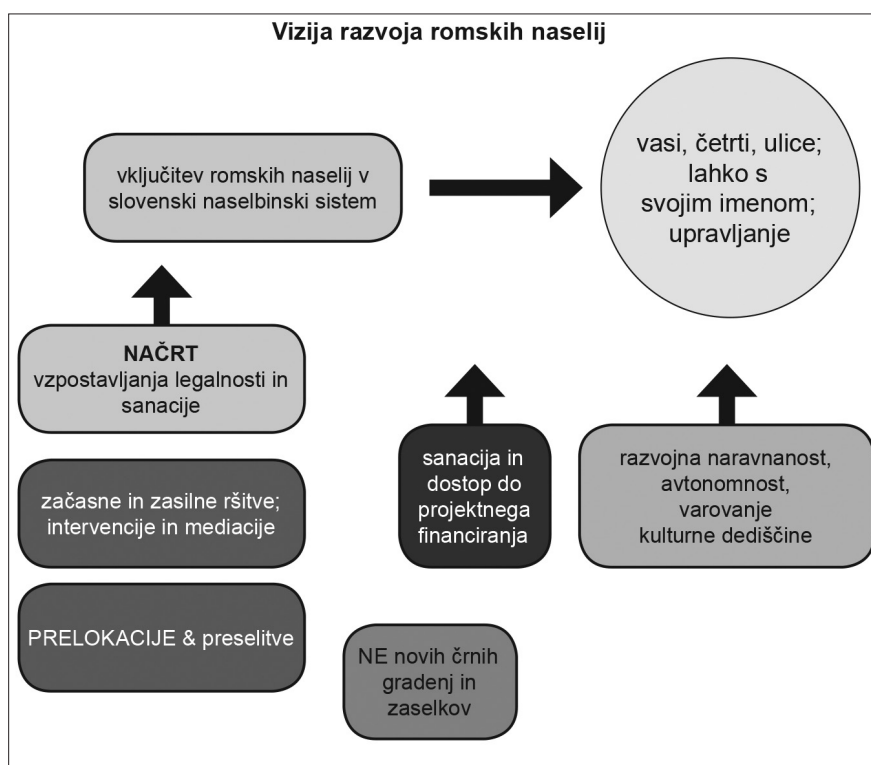 Vizija razvoja romskih naselij
vključitev romskih naselij v
slovenski naselbinski sistem
vasi, četrti, ulice;
lahko s
svojim imenom;
upravljanje
NAČRT
vzpostavljanja legalnosti in
sanacije
začasne in zasilne ršitve;
intervencije in mediacije
PRELOKACIJE & preselitve
sanacija in
dostop do
projektnega
financiranja
razvojna naravnanost,
avtonomnost,
varovanje
kulturne dediščine
NE novih črnih
gradenj in
zaselkov